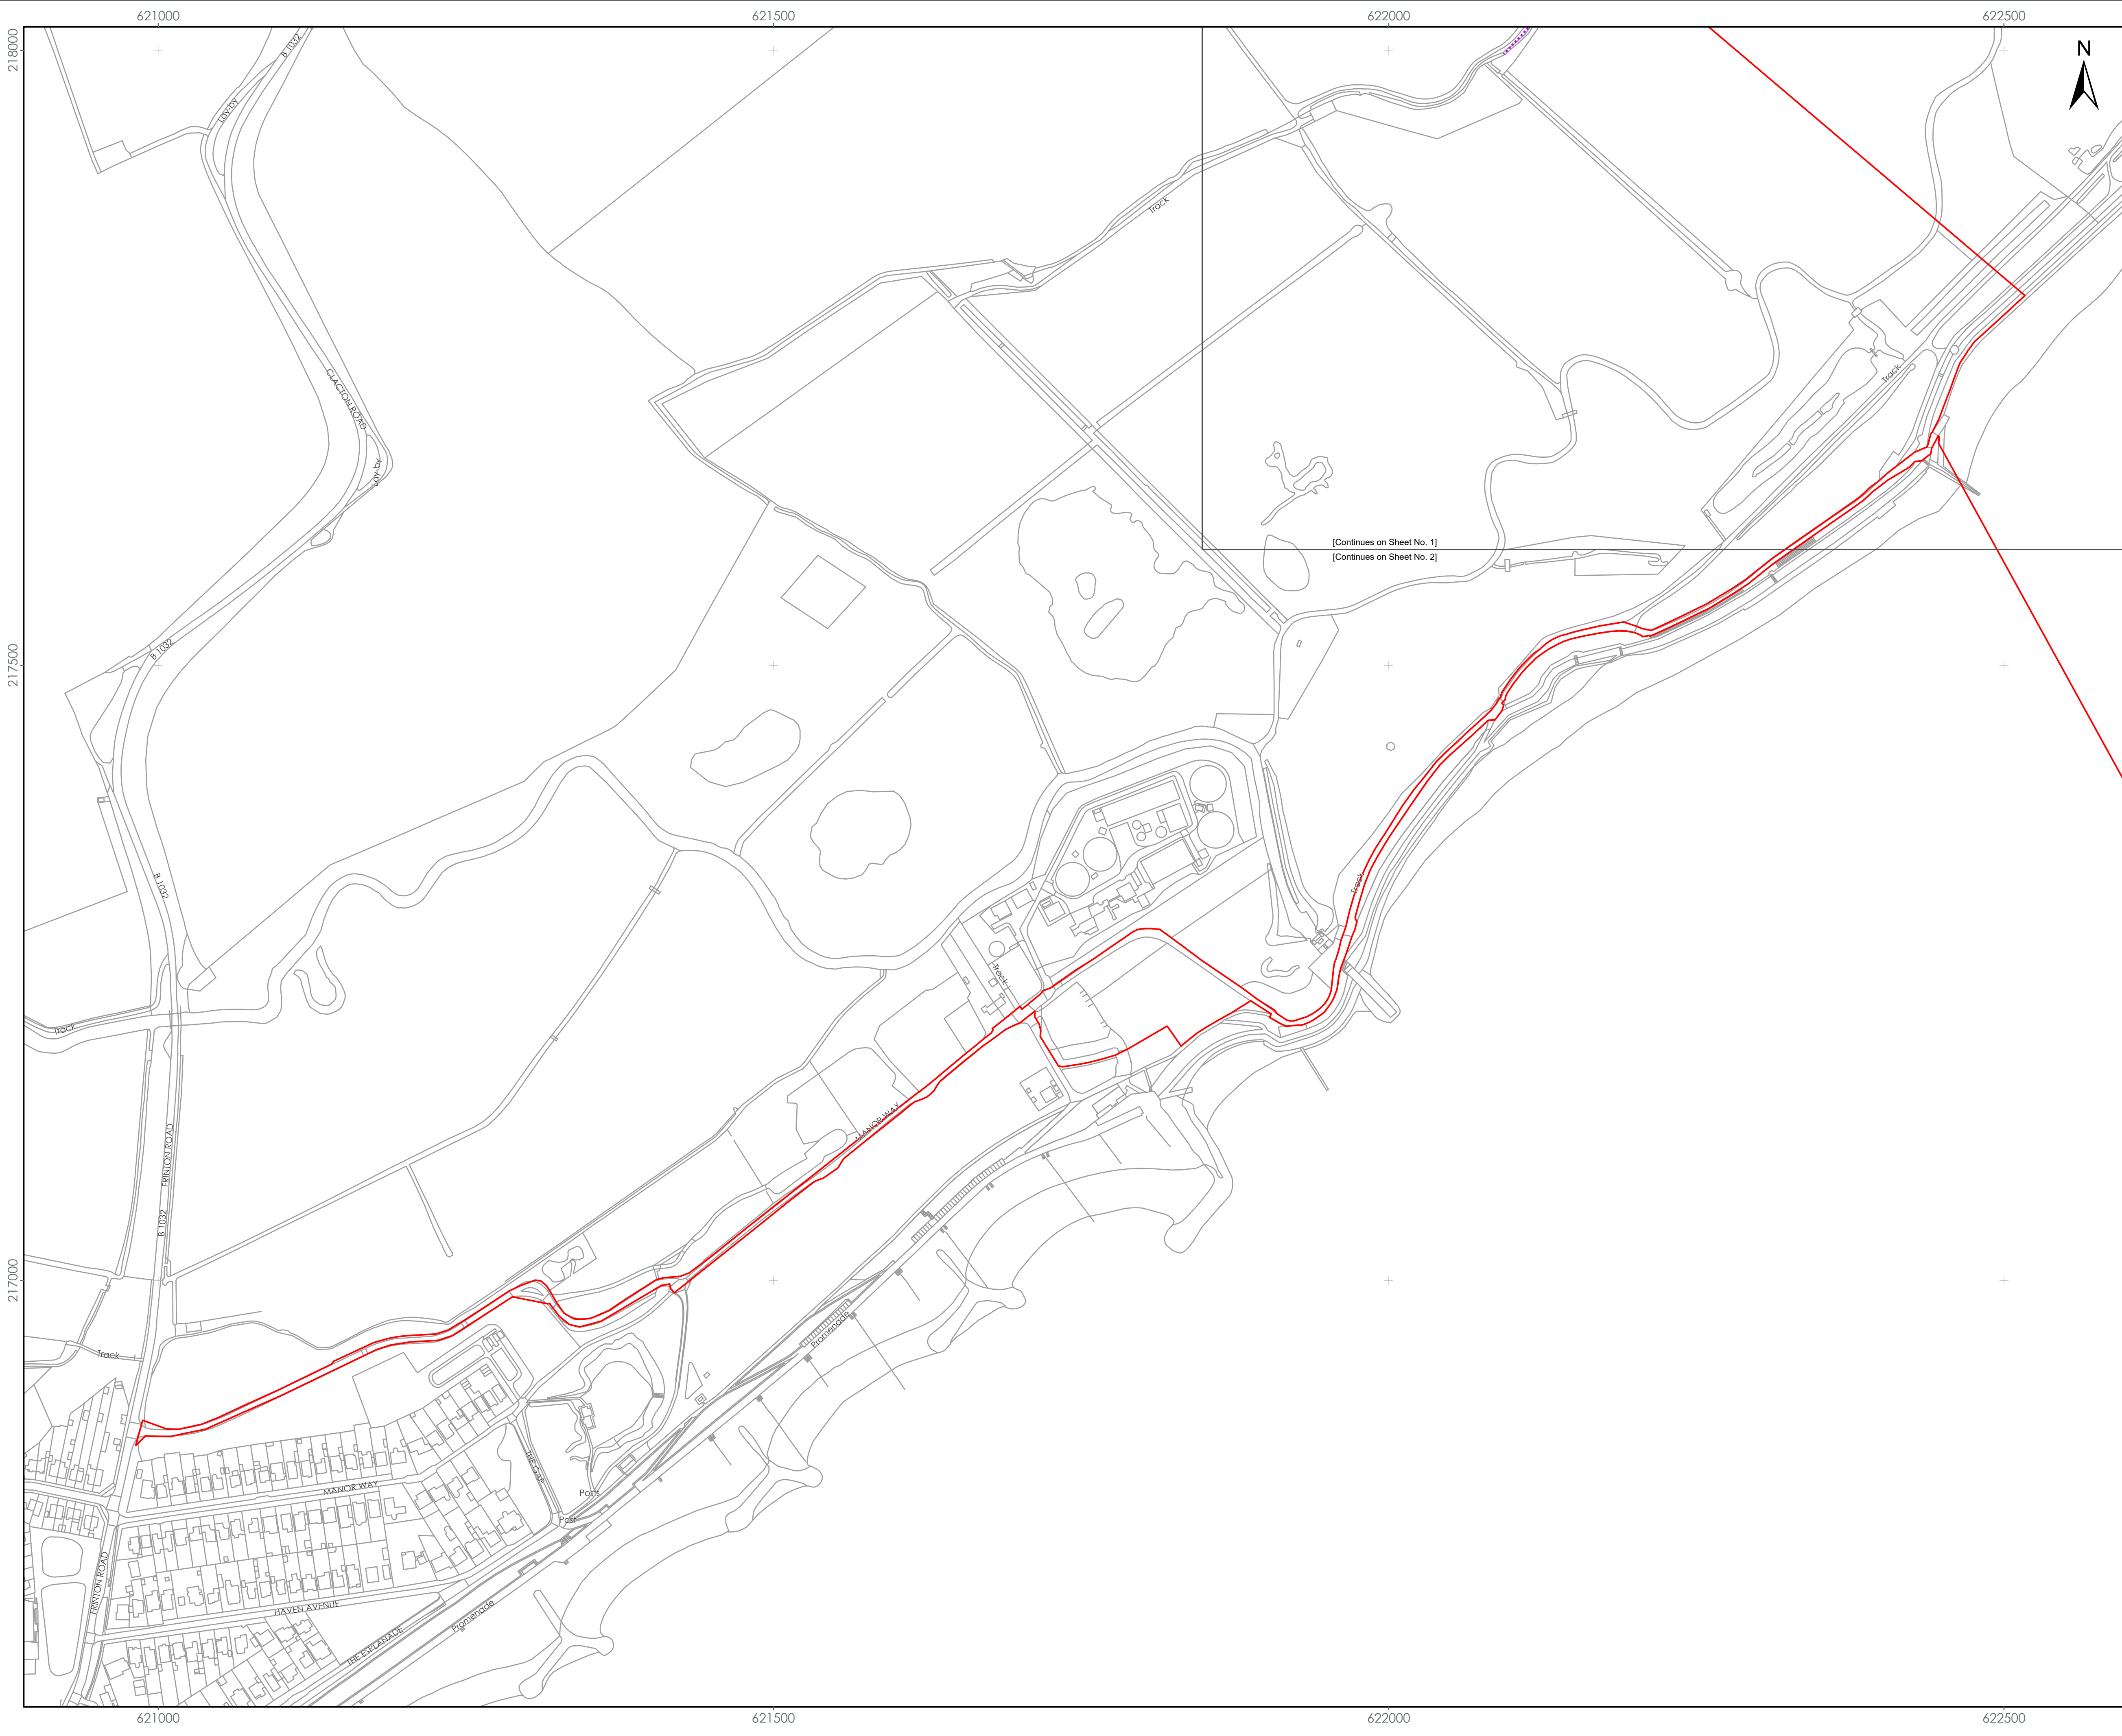 621000
621500
622000
622500
218000
N
B 1032
Lay-by
Track
CLACTON ROAD
Track
Lay-by
[Continues on Sheet No. 1]
[Continues on Sheet No. 2]
B 1032
217500
B 1032
Track
Track
Track
MANOR WAY
FRINTON ROAD
B 1032
217000
Promenade
Track
THE GAP
MANOR WAY
Posts
Post
FRINTON ROAD
HAVEN AVENUE
Promenade
THE ESPLANADE
621000
621500
622000
622500